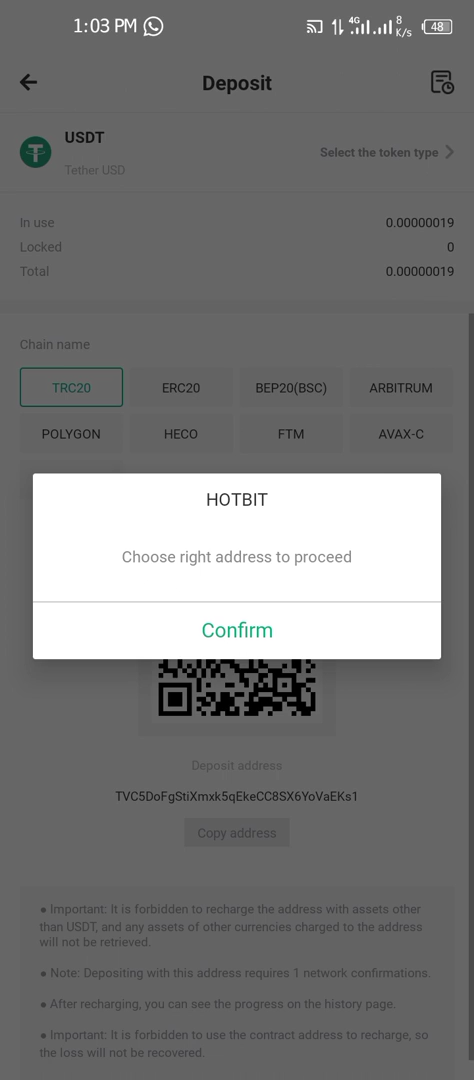 1:03 PM
4G
8
K/s
48
Deposit
USDT
Tether USD
Select the token type
In use 0.00000019
Locked 0
Total 0.00000019
Chain name
TRC20 ERC20 BEP20(BSC) ARBITRUM
POLYGON HECO FTM AVAX-C
HOTBIT
Choose right address to proceed
Confirm
Deposit address
TVC5DoFgStiXmxk5qEkeCC8SX6YoVaEKs1
Copy address
● Important: It is forbidden to recharge the address with assets other
than USDT, and any assets of other currencies charged to the address
will not be retrieved.
● Note: Depositing with this address requires 1 network confirmations.
● After recharging, you can see the progress on the history page.
● Important: It is forbidden to use the contract address to recharge, so
the loss will not be recovered.